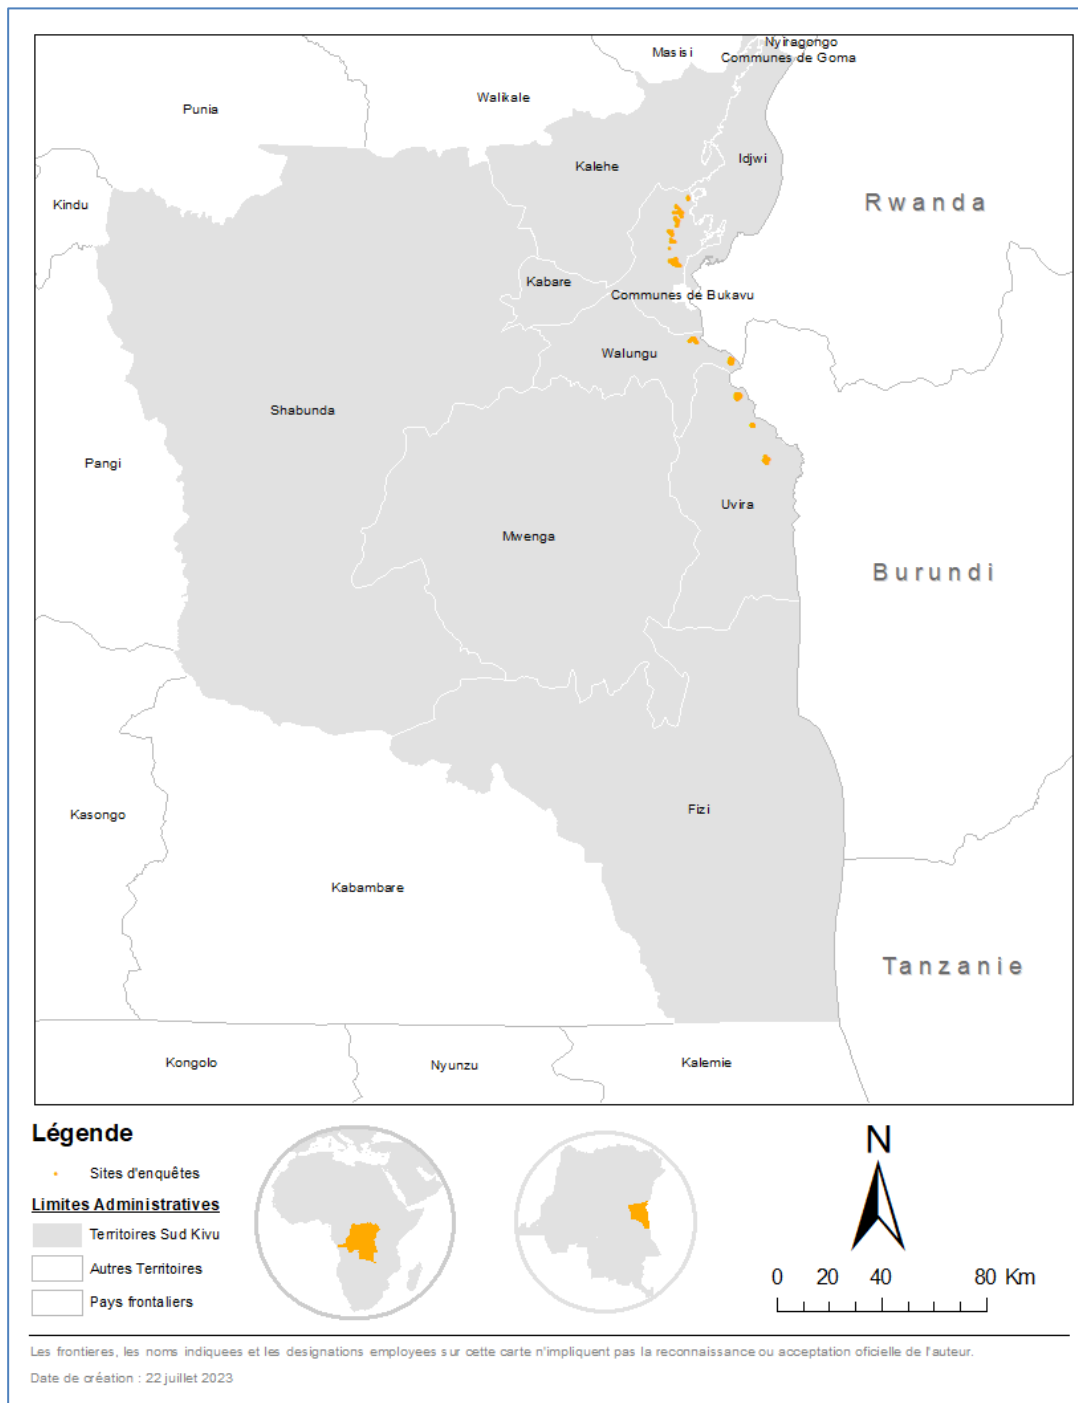 Nyiragongo
Masisi
Communes de Goma
Walikale
Punia
Idjwi
Kalehe
Kindu
Rwanda
Kabare
Communes de Bukavu
Walungu
Shabunda
Pangi
Uvira
Mwenga
Burundi
Fizi
Kasongo
Kabambare
Tanzanie
Kongolo
Nyunzu
Kalemie
Légende
Sites d'enquêtes
Limites Administratives
Territoires Sud Kivu
Autres Territoires
Pays frontaliers
N
0 20 40 80 Km
Les frontieres, les noms indiquees et les designations employees sur cette carte n'impliquent pas la reconnaissance ou acceptation oficielle de l'auteur.
Date de création : 22 juillet 2023